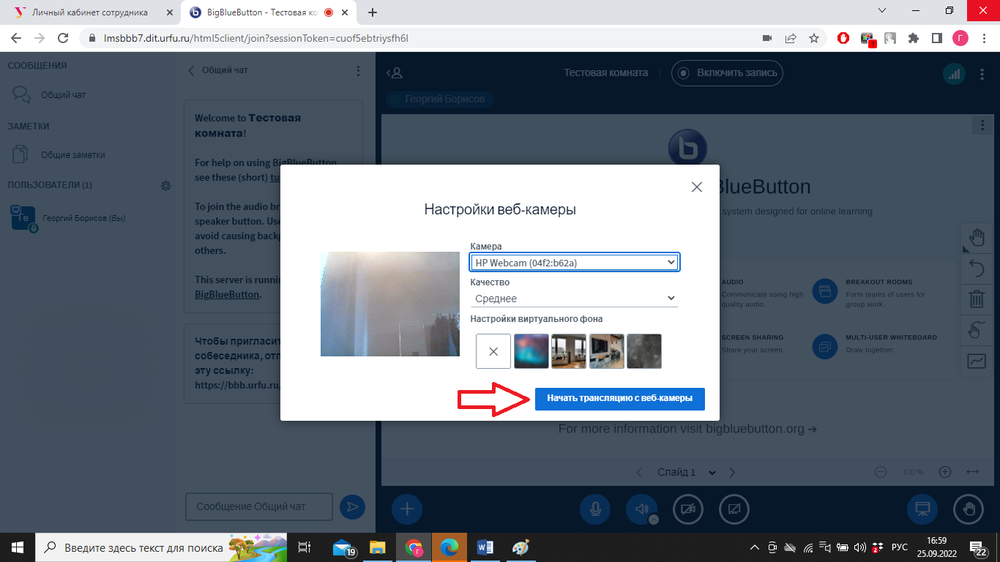 Личный кабинет сотрудника
BigBlueButton - Тестовая ко
lmsbbb7.dit.urfu.ru/html5client/join?sessionToken=cuof5ebtriysfh6l
2
Г
СООБЩЕНИЯ
Общий чат
ЗАМЕТКИ
Общие заметки
ПОЛЬЗОВАТЕЛИ (1)
Te
Георгий Борисов (Вы)
Общий чат
Welcome to Тестовая
комната!
For help on using BigBlueButton
see these (short) tu
To join the audio br
speaker button. Use
avoid causing backg
others.
This server is runnin
BigBlueButton.
Чтобы пригласит
собеседника, отп
эту ссылку:
https://bbb.urfu.ru/
Сообщение Общий чат
Тестовая комната
Включить запись
Георгий Борисов
b
BlueButton
system designed for online learning
AUDIO
Communicate using high
quality audio.
BREAKOUT ROOMS
Form teams of users for
group work.
SCREEN SHARING
Share your screen.
MULTI-USER WHITEBOARD
Draw together.
For more information visit bigbluebutton.org →
Слайд 1
100 %
Настройки веб-камеры
Камера
HP Webcam (04f2:b62a)
Качество
Среднее
Настройки виртуального фона
Начать трансляцию с веб-камеры
Введите здесь текст для поиска
19
Г
W
2
РУС
16:59
25.09.2022
22